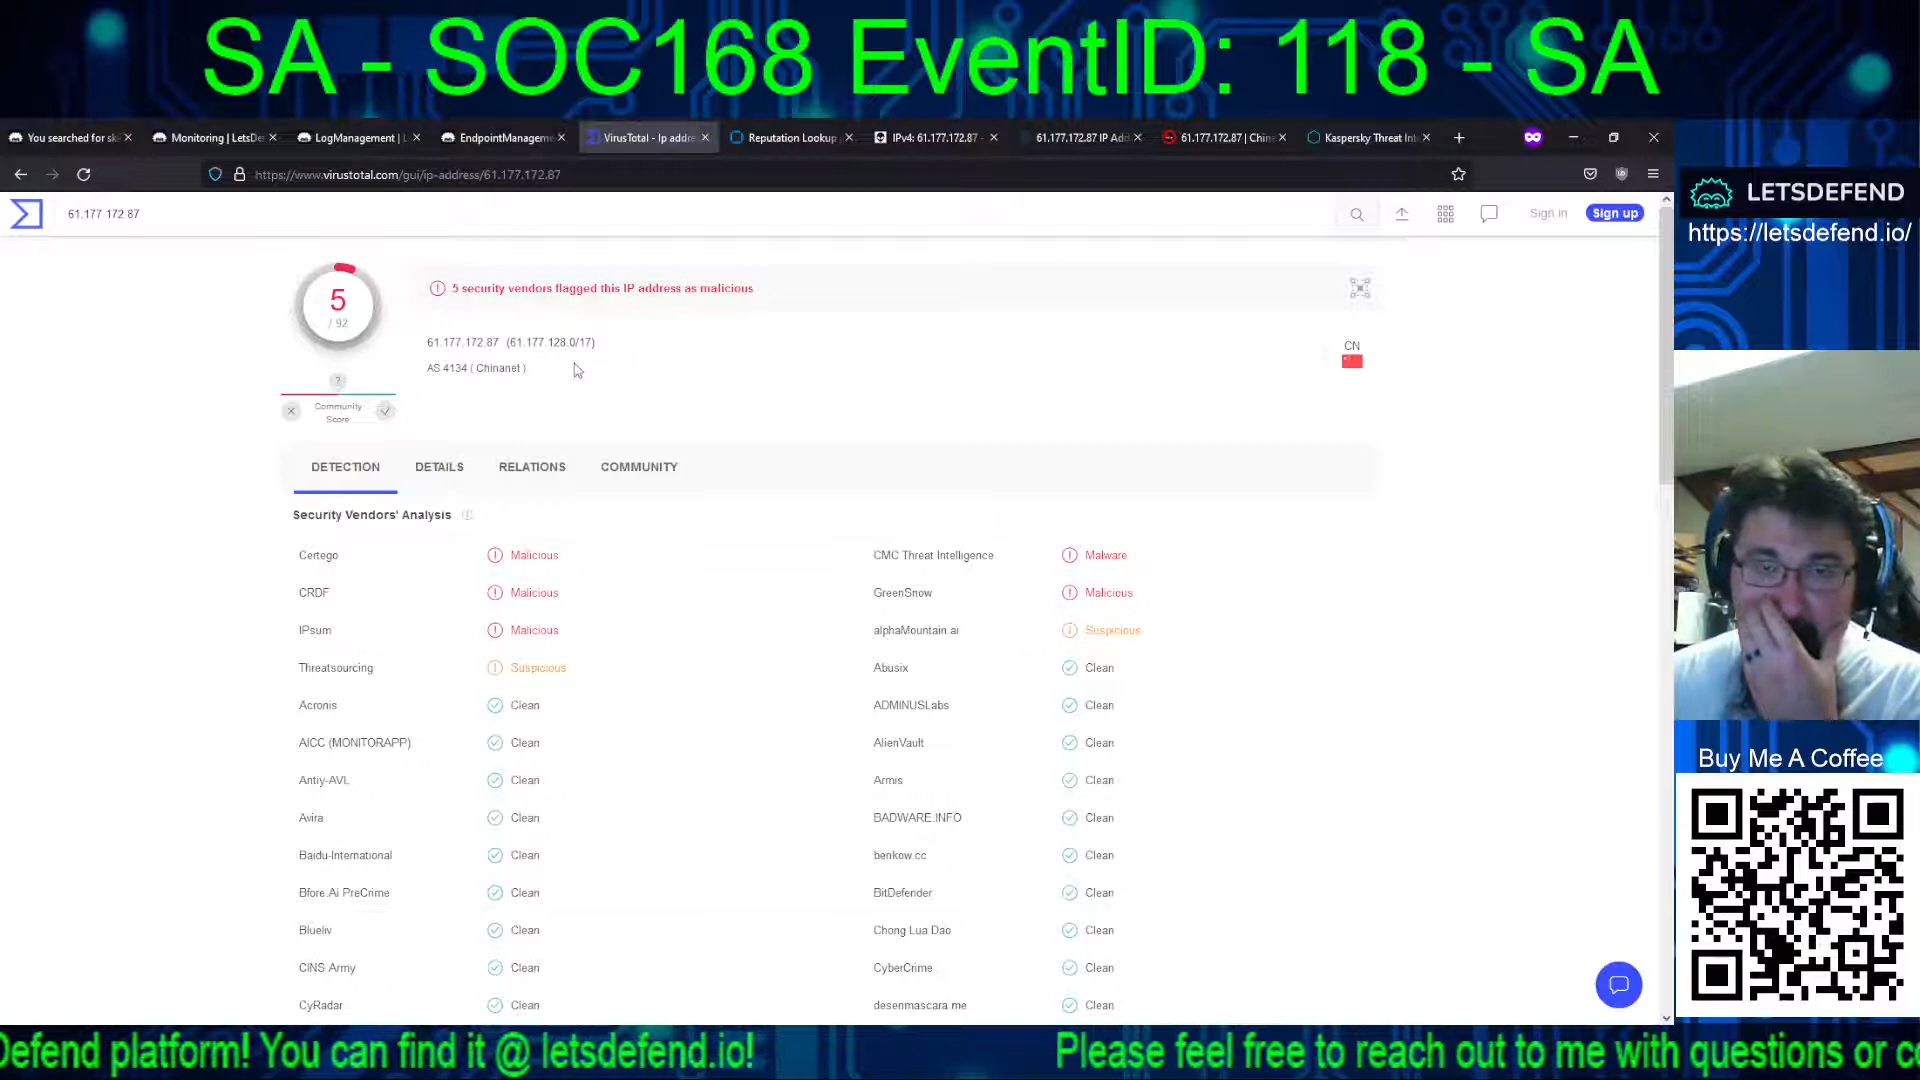 SA - SOC168 EventID: 118 - SA
You searched for
Monitoring | LetsDe
LogManagement |
EndpointManageme
VirusTotal - Ip addre
Reputation Lookup
IPv4: 61.177.172.87 -
61.177.172.87 IP Add
61.177.172.87 | Chin
Kaspersky Threat Int
https://www.virustotal.com/gui/ip-address/61.177.172.87
61.177 172 87
Sign in
Sign up
LETSDEFEND
https://letsdefend.io/
5
/ 92
5 security vendors flagged this IP address as malicious
61.177.172.87 (61.177.128.0/17)
AS 4134 ( Chinanet )
CN
?
Community
Score
DETECTION
DETAILS
RELATIONS
COMMUNITY
Security Vendors' Analysis
Certego Malicious CMC Threat Intelligence Malware
CRDF Malicious GreenSnow Malicious
IPsum Malicious alphaMountain.ai Suspicious
Threatsourcing Suspicious Abusix Clean
Acronis Clean ADMINUSLabs Clean
AICC (MONITORAPP) Clean AlienVault Clean
Antiy-AVL Clean Armis Clean
Avira Clean BADWARE.INFO Clean
Baidu-International Clean benkow.cc Clean
Bfore.Ai PreCrime Clean BitDefender Clean
Blueliv Clean Chong Lua Dao Clean
CINS Army Clean CyberCrime Clean
CyRadar Clean desenmascara.me Clean
Buy Me A Coffee
Defend platform! You can find it @ letsdefend.io!
Please feel free to reach out to me with questions or co